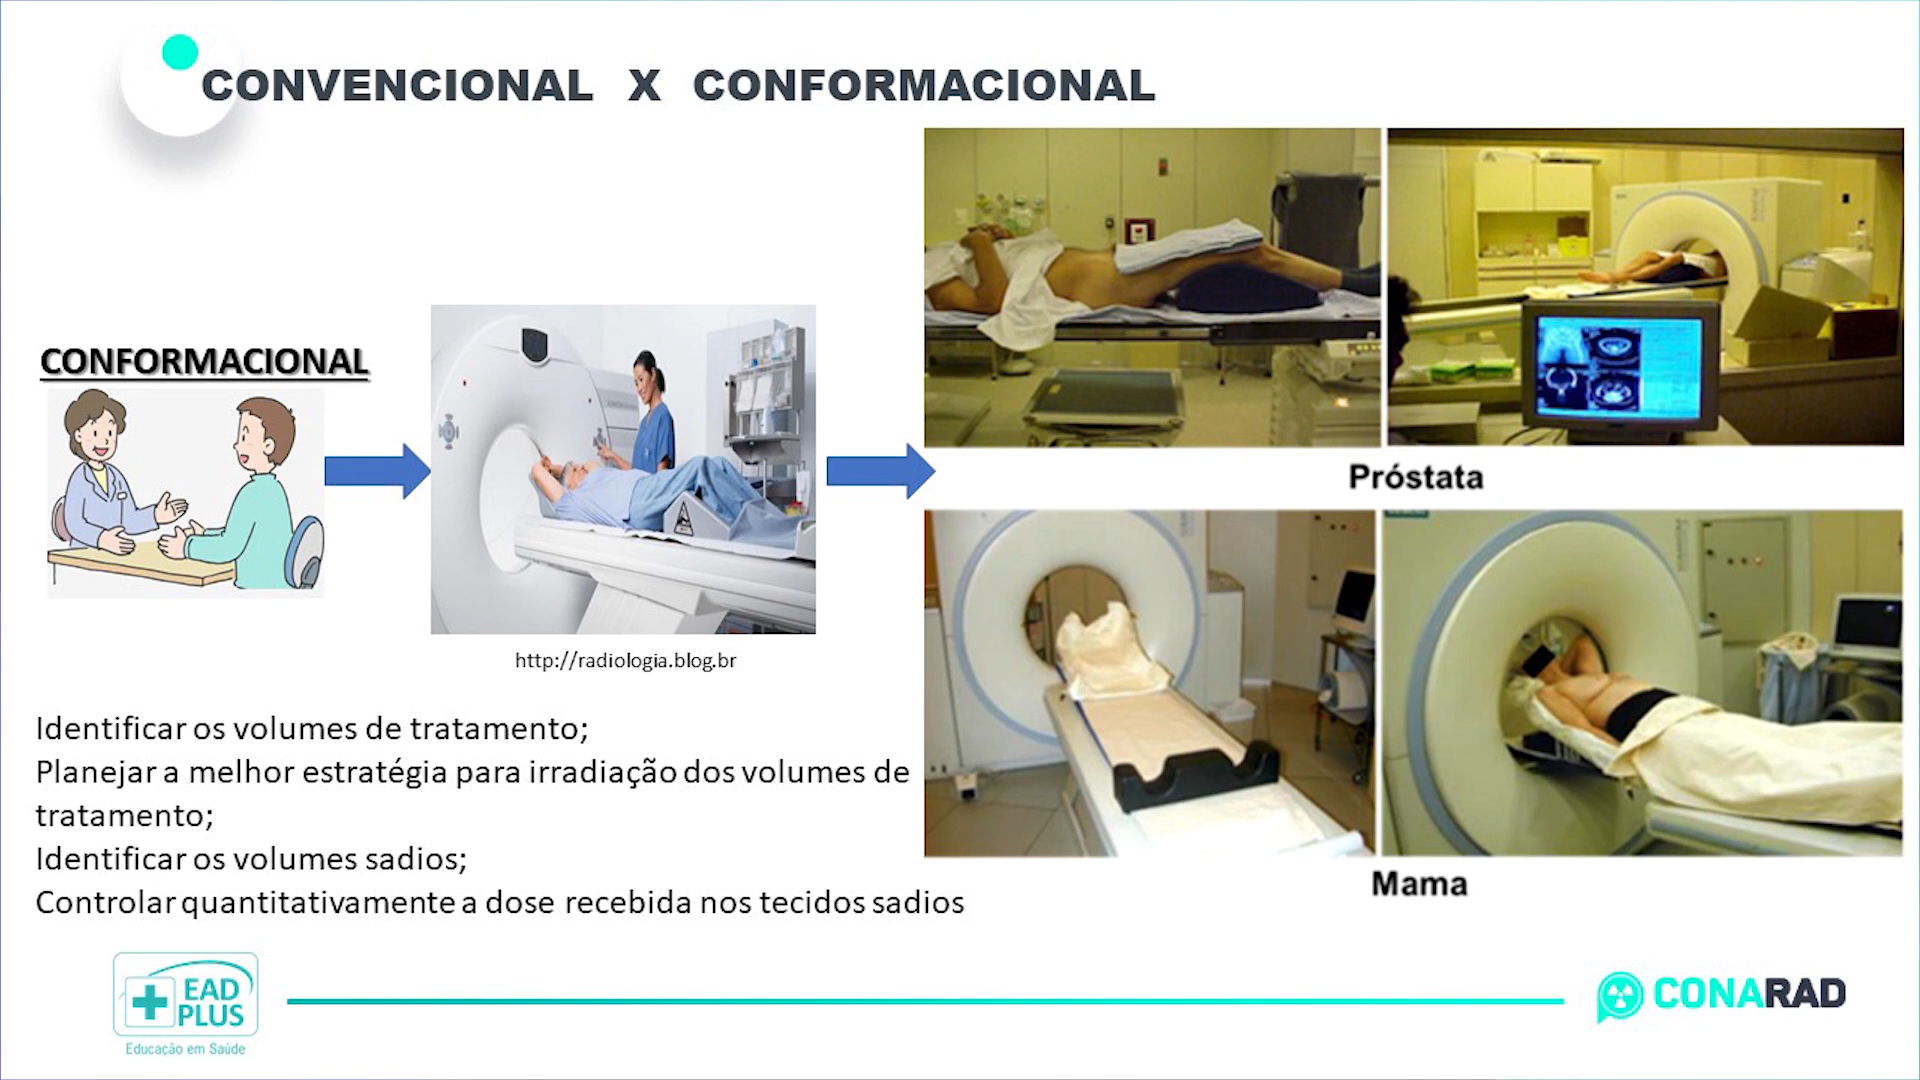 CONVENCIONAL X CONFORMACIONAL
CONFORMACIONAL
http://radiologia.blog.br
Próstata
Mama
Identificar os volumes de tratamento;
Planejar a melhor estratégia para irradiação dos volumes de
tratamento;
Identificar os volumes sadios;
Controlar quantitativamente a dose recebida nos tecidos sadios
EAD
PLUS
Educação em Saúde
CONARAD